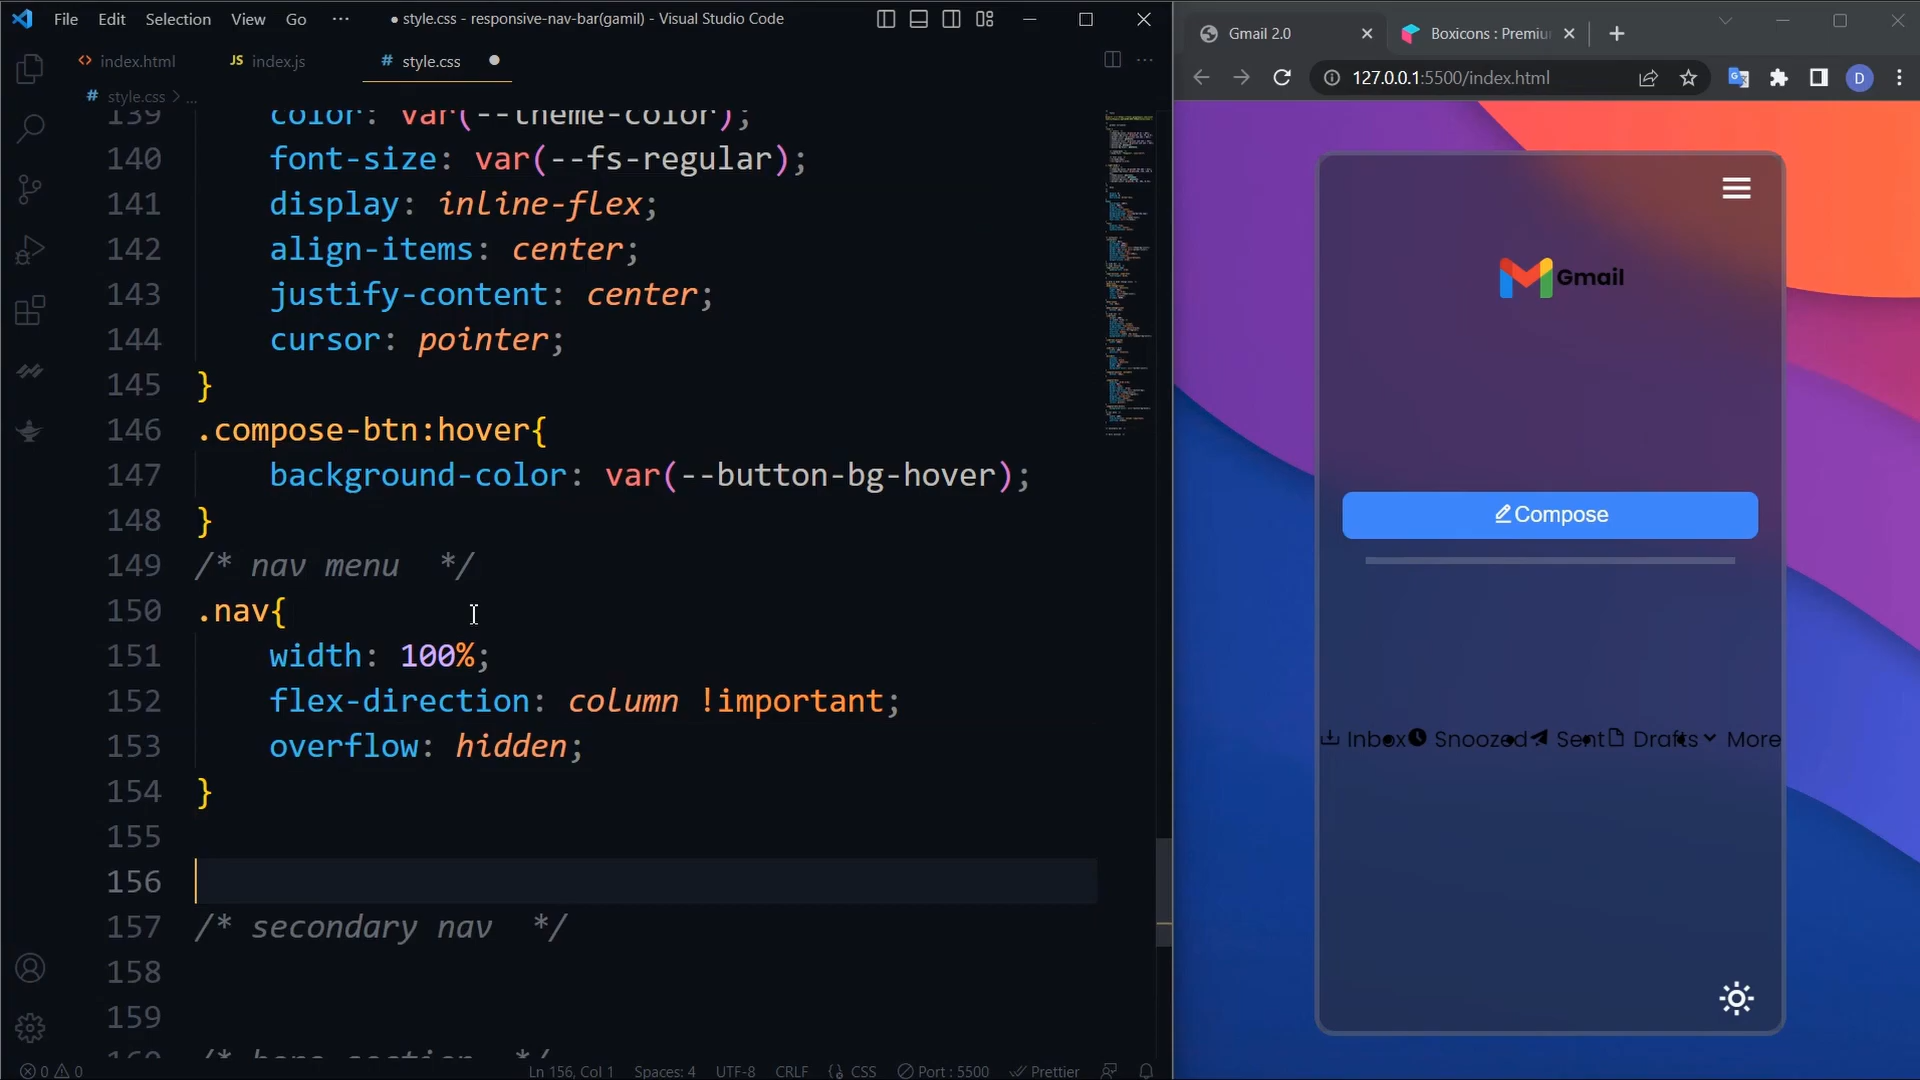 File Edit Selection View Go ··· ● style.css - responsive-nav-bar(gamil) - Visual Studio Code
<> index.html JS index.js # style.css ●
# style.css > ...
139 color: var(--theme-color);
140 font-size: var(--fs-regular);
141 display: inline-flex;
142 align-items: center;
143 justify-content: center;
144 cursor: pointer;
145 }
146 .compose-btn:hover{
147 background-color: var(--button-bg-hover);
148 }
149 /* nav menu */
150 .nav{
151 width: 100%;
152 flex-direction: column !important;
153 overflow: hidden;
154 }
155
156
157 /* secondary nav */
158
159
160
0 0 Ln 156, Col 1 Spaces: 4 UTF-8 CRLF {} CSS Port : 5500 Prettier
Gmail 2.0 Boxicons : Premiu
127.0.0.1:5500/index.html D
Gmail
Compose
Inbox Snoozed Sent Drafts More